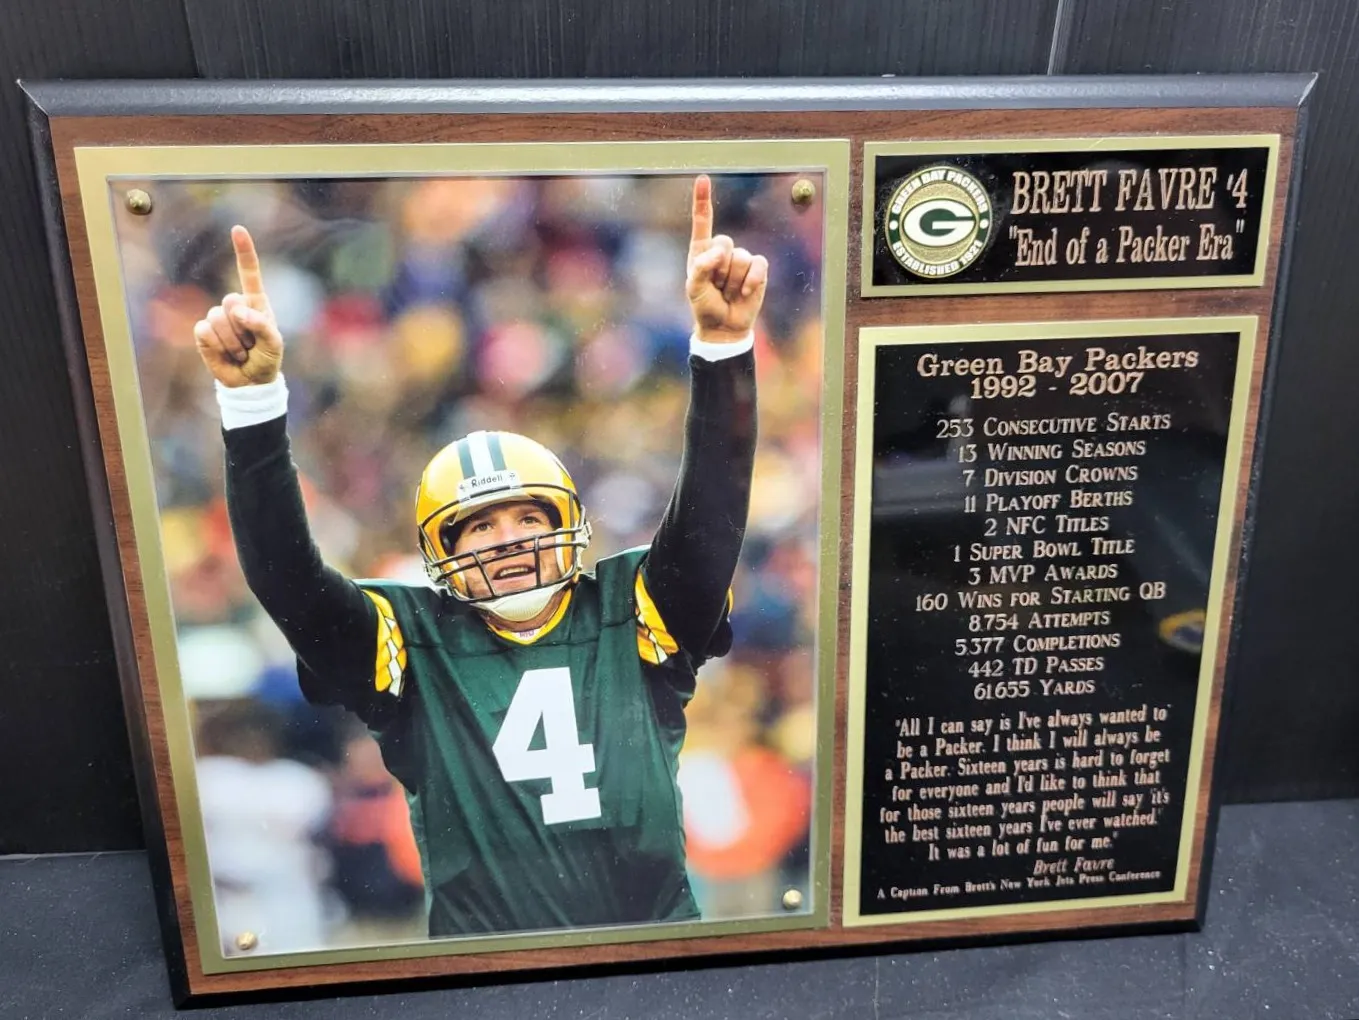 GREEN BAY PACKERS
G
ESTABLISHED 1921
BRETT FAVRE '4
"End of a Packer Era"
Riddell
4
Green Bay Packers
1992 - 2007
253 CONSECUTIVE STARTS
13 WINNING SEASONS
7 DIVISION CROWNS
11 PLAYOFF BERTHS
2 NFC TITLES
1 SUPER BOWL TITLE
3 MVP AWARDS
160 WINS FOR STARTING QB
8,754 ATTEMPTS
5,377 COMPLETIONS
442 TD PASSES
61655 YARDS
"All I can say is I've always wanted to
be a Packer. I think I will always be
a Packer. Sixteen years is hard to forget
for everyone and I'd like to think that
for those sixteen years people will say 'it's
the best sixteen years I've ever watched.'
It was a lot of fun for me."
Brett Favre
A Caption From Brett's New York Jets Press Conference